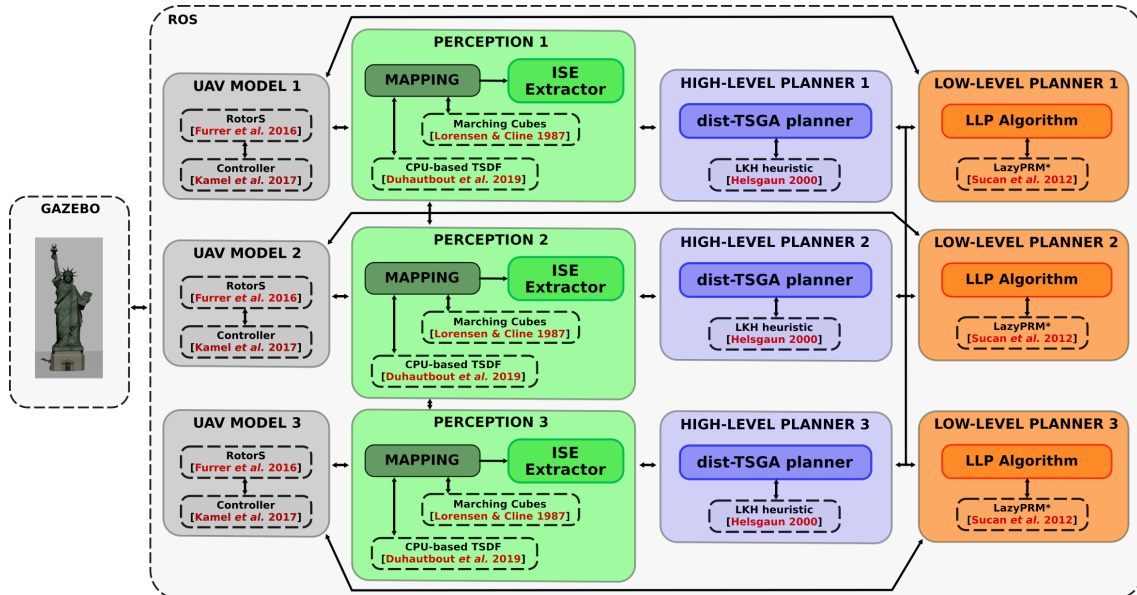 ROS
GAZEBO
UAV MODEL 1
RotorS
[Furrer et al. 2016]
Controller
[Kamel et al. 2017]
PERCEPTION 1
MAPPING
ISE
Extractor
Marching Cubes
[Lorensen & Cline 1987]
CPU-based TSDF
[Duhautbout et al. 2019]
HIGH-LEVEL PLANNER 1
dist-TSGA planner
LKH heuristic
[Helsgaun 2000]
LOW-LEVEL PLANNER 1
LLP Algorithm
LazyPRM*
[Sucan et al. 2012]
UAV MODEL 2
RotorS
[Furrer et al. 2016]
Controller
[Kamel et al. 2017]
PERCEPTION 2
MAPPING
ISE
Extractor
Marching Cubes
[Lorensen & Cline 1987]
CPU-based TSDF
[Duhautbout et al. 2019]
HIGH-LEVEL PLANNER 2
dist-TSGA planner
LKH heuristic
[Helsgaun 2000]
LOW-LEVEL PLANNER 2
LLP Algorithm
LazyPRM*
[Sucan et al. 2012]
UAV MODEL 3
RotorS
[Furrer et al. 2016]
Controller
[Kamel et al. 2017]
PERCEPTION 3
MAPPING
ISE
Extractor
Marching Cubes
[Lorensen & Cline 1987]
CPU-based TSDF
[Duhautbout et al. 2019]
HIGH-LEVEL PLANNER 3
dist-TSGA planner
LKH heuristic
[Helsgaun 2000]
LOW-LEVEL PLANNER 3
LLP Algorithm
LazyPRM*
[Sucan et al. 2012]